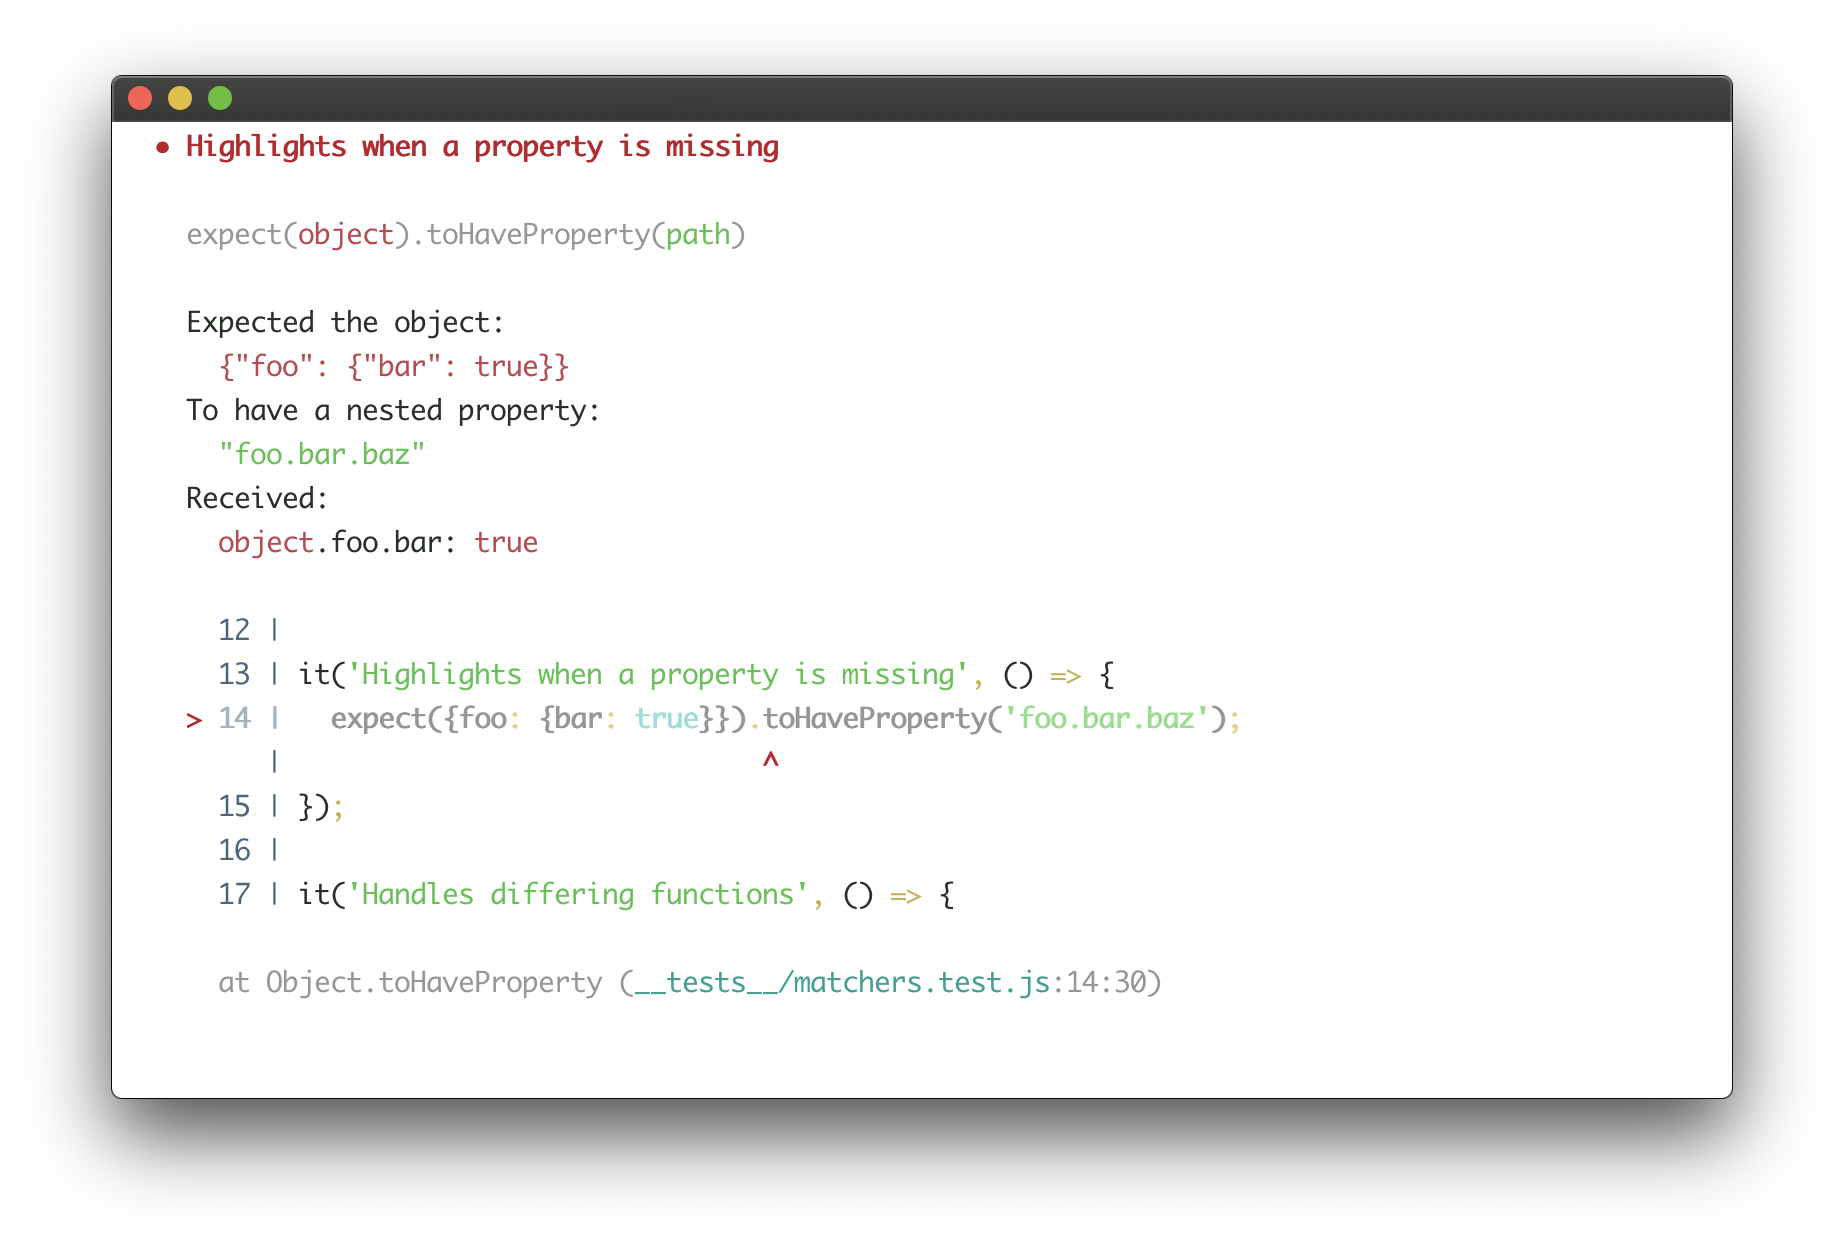 ● Highlights when a property is missing

  expect(object).toHaveProperty(path)

  Expected the object:
    {"foo": {"bar": true}}
  To have a nested property:
    "foo.bar.baz"
  Received:
    object.foo.bar: true

    12 |
    13 | it('Highlights when a property is missing', () => {
  > 14 |   expect({foo: {bar: true}}).toHaveProperty('foo.bar.baz');
       |                              ^
    15 | });
    16 |
    17 | it('Handles differing functions', () => {

    at Object.toHaveProperty (__tests__/matchers.test.js:14:30)